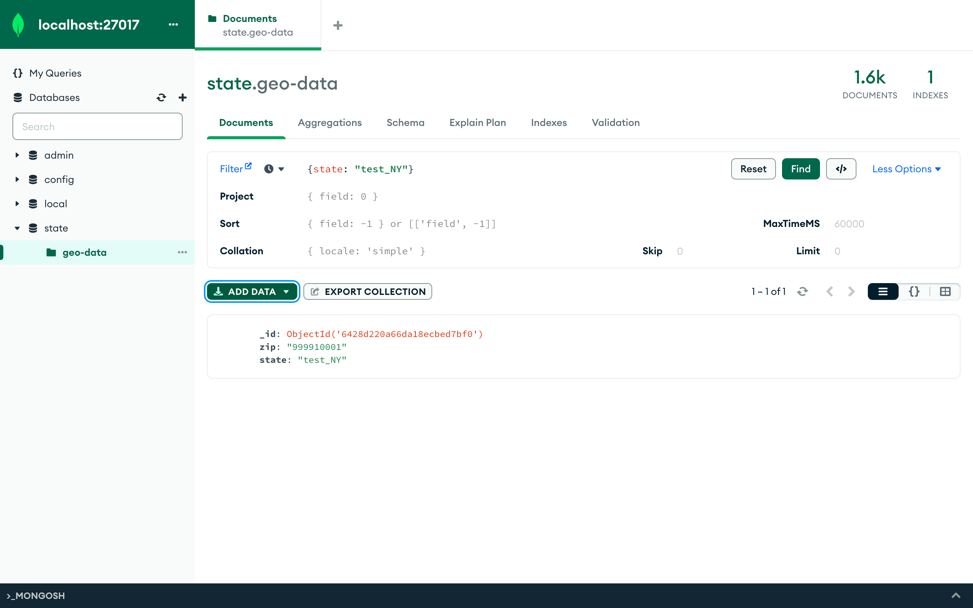 localhost:27017
Documents
state.geo-data
My Queries
Databases
Search
admin
config
local
state
geo-data
state.geo-data
1.6k
DOCUMENTS
1
INDEXES
Documents Aggregations Schema Explain Plan Indexes Validation
Filter {state: "test_NY"} Reset Find </> Less Options
Project { field: 0 }
Sort { field: -1 } or [['field', -1]] MaxTimeMS 60000
Collation { locale: 'simple' } Skip 0 Limit 0
ADD DATA EXPORT COLLECTION 1 – 1 of 1 {}
_id: ObjectId('6428d220a66da18ecbed7bf0')
zip: "999910001"
state: "test_NY"
>_MONGOSH